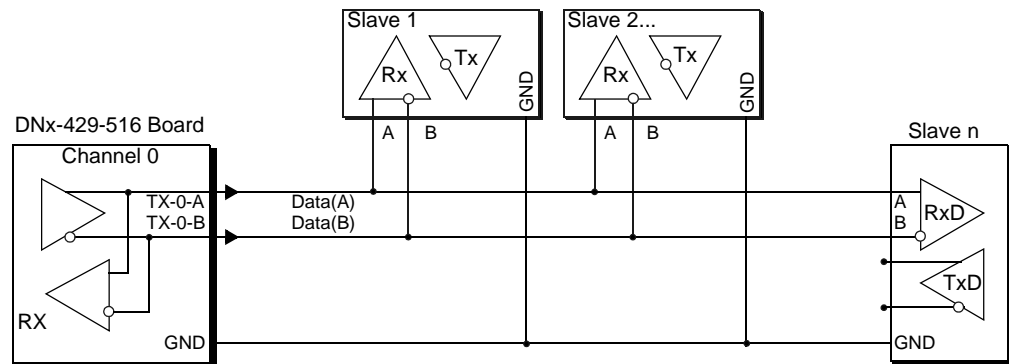 Slave 1
Rx
Tx
GND
A
B
Slave 2...
Rx
Tx
GND
A
B
DNx-429-516 Board
Channel 0
TX-0-A
TX-0-B
RX
GND
Data(A)
Data(B)
Slave n
A
B
RxD
TxD
GND